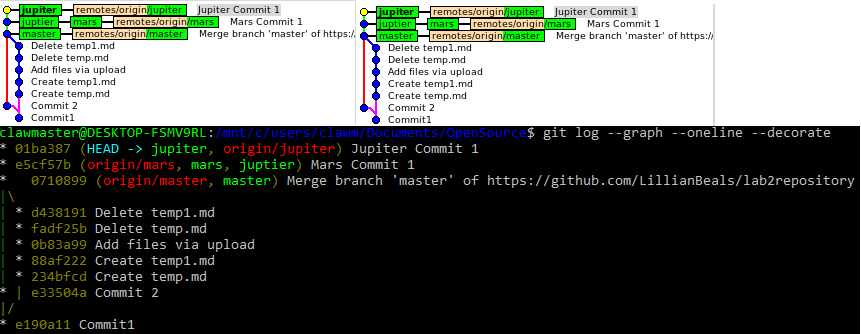 jupiter remotes/origin/jupiter Jupiter Commit 1
juptier mars remotes/origin/mars Mars Commit 1
master remotes/origin/master Merge branch 'master' of https:/
Delete temp1.md
Delete temp.md
Add files via upload
Create temp1.md
Create temp.md
Commit 2
Commit1
jupiter remotes/origin/jupiter Jupiter Commit 1
juptier mars remotes/origin/mars Mars Commit 1
master remotes/origin/master Merge branch 'master' of https:/
Delete temp1.md
Delete temp.md
Add files via upload
Create temp1.md
Create temp.md
Commit 2
Commit1
clawmaster@DESKTOP-FSMV9RL:/mnt/c/users/clawm/Documents/OpenSource$ git log --graph --oneline --decorate
* 01ba387 (HEAD -> jupiter, origin/jupiter) Jupiter Commit 1
* e5cf57b (origin/mars, mars, juptier) Mars Commit 1
*   0710899 (origin/master, master) Merge branch 'master' of https://github.com/LillianBeals/lab2repository
|\
| * d438191 Delete temp1.md
| * fadf25b Delete temp.md
| * 0b83a99 Add files via upload
| * 88af222 Create temp1.md
| * 234bfcd Create temp.md
* | e33504a Commit 2
|/
* e190a11 Commit1